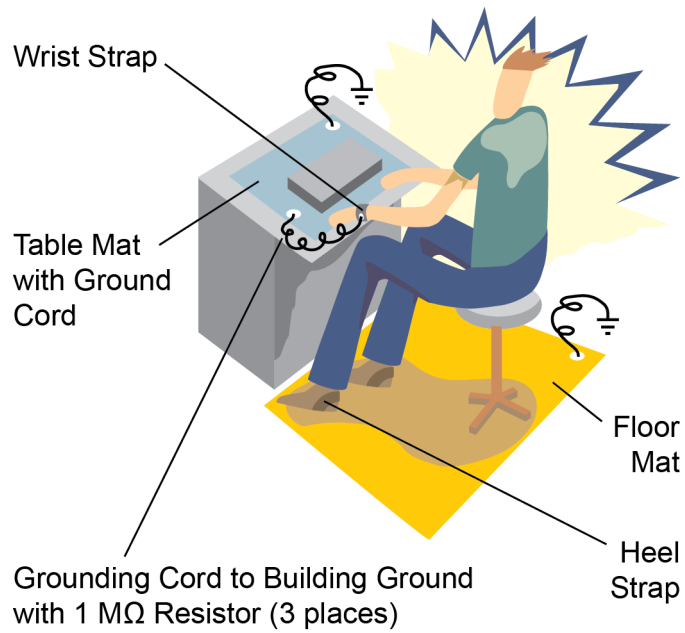 Wrist Strap
Table Mat
with Ground
Cord
Floor
Mat
Heel
Strap
Grounding Cord to Building Ground
with 1 MΩ Resistor (3 places)